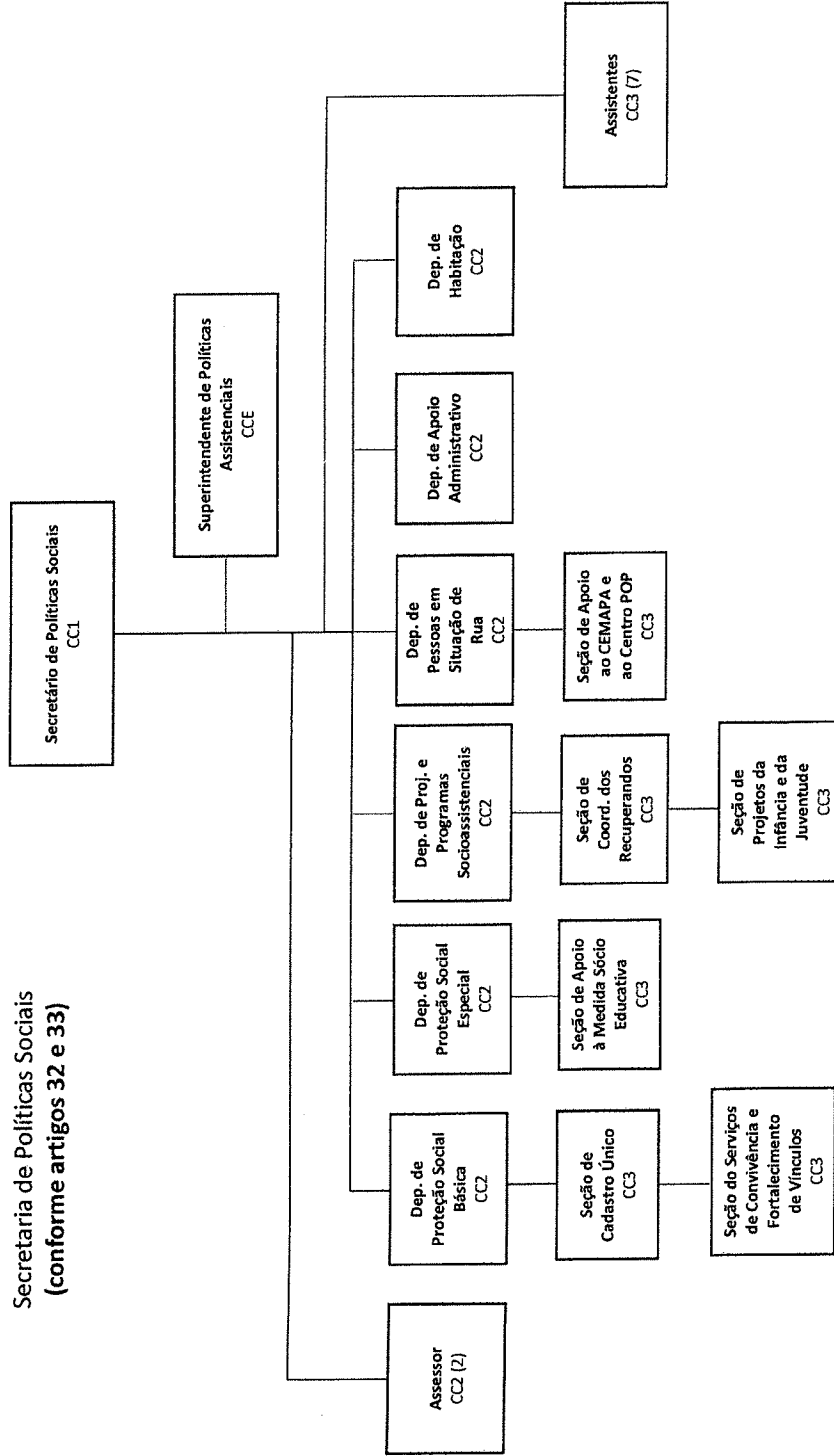 Secretaria de Políticas Sociais
(conforme artigos 32 e 33)
Secretário de Políticas Sociais
CC1
Superintendente de Políticas
Assistenciais
CCE
Assessor
CC2 (2)
Dep. de
Proteção Social
Básica
CC2
Dep. de
Proteção Social
Especial
CC2
Dep. de Proj. e
Programas
Socioassistenciais
CC2
Dep. de
Pessoas em
Situação de
Rua
CC2
Dep. de Apoio
Administrativo
CC2
Dep. de
Habitação
CC2
Seção de
Cadastro Único
CC3
Seção de Apoio
à Medida Sócio
Educativa
CC3
Seção de
Coord. dos
Recuperandos
CC3
Seção de Apoio
ao CEMAPA e
ao Centro POP
CC3
Assistentes
CC3 (7)
Seção do Serviços
de Convivência e
Fortalecimento
de Vínculos
CC3
Seção de
Projetos da
Infância e da
Juventude
CC3